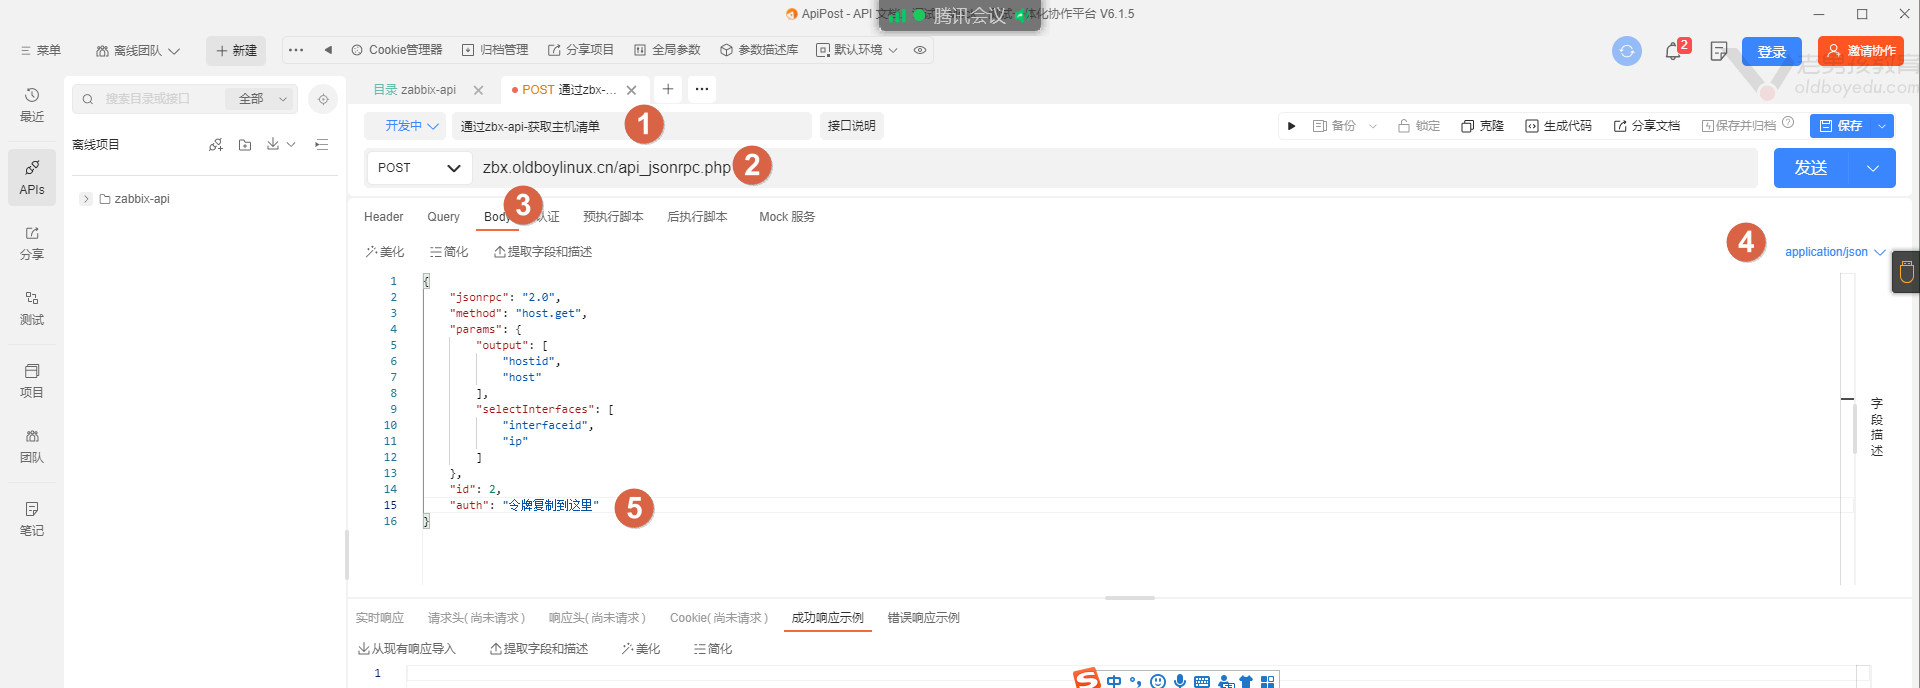 ApiPost - API 文
化协作平台 V6.1.5
腾讯会议
菜单
离线团队
+ 新建
Cookie管理器
归档管理
分享项目
全局参数
参数描述库
默认环境
2
登录
邀请协作
老男孩教育
oldboyedu.com
最近
APIs
分享
测试
项目
团队
笔记
搜索目录或接口
全部
离线项目
zabbix-api
目录 zabbix-api
POST 通过zbx-...
开发中
通过zbx-api-获取主机清单
1
接口说明
备份
锁定
克隆
生成代码
分享文档
保存并归档
保存
POST
zbx.oldboylinux.cn/api_jsonrpc.php
2
发送
Header
Query
Body
3
认证
预执行脚本
后执行脚本
Mock 服务
美化
简化
提取字段和描述
4
application/json
1 {
2 "jsonrpc": "2.0",
3 "method": "host.get",
4 "params": {
5 "output": [
6 "hostid",
7 "host"
8 ],
9 "selectInterfaces": [
10 "interfaceid",
11 "ip"
12 ]
13 },
14 "id": 2,
15 "auth": "令牌复制到这里"
5
16 }
字段描述
实时响应
请求头(尚未请求)
响应头(尚未请求)
Cookie(尚未请求)
成功响应示例
错误响应示例
从现有响应导入
提取字段和描述
美化
简化
1
中